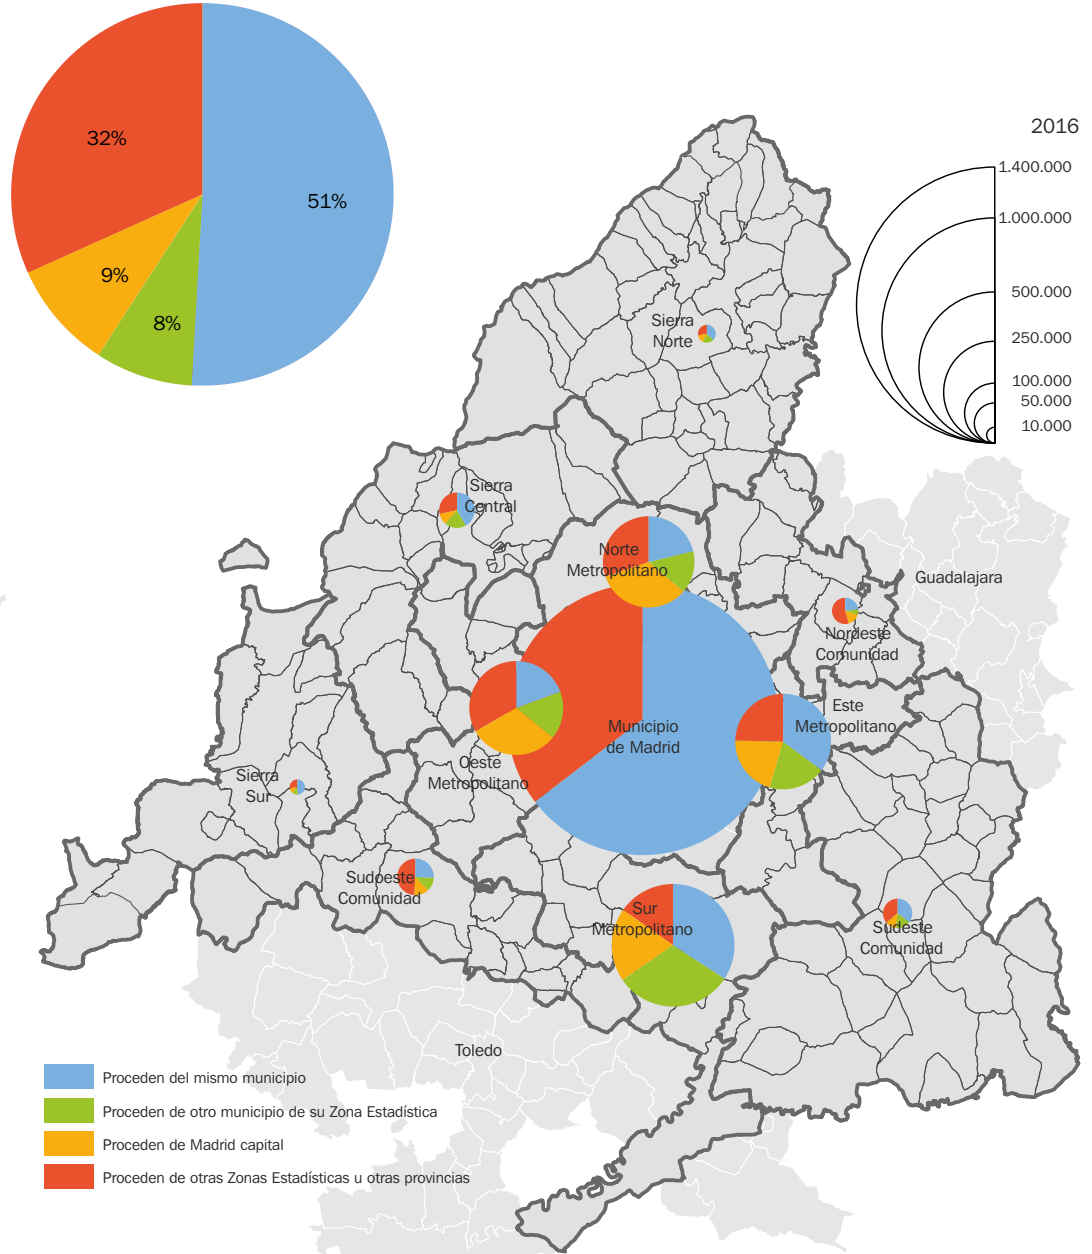 32%
51%
9%
8%
2016
1.400.000
1.000.000
500.000
250.000
100.000
50.000
10.000
Sierra
Norte
Sierra
Central
Norte
Metropolitano
Guadalajara
Nordeste
Comunidad
Este
Metropolitano
Municipio
de Madrid
Oeste
Metropolitano
Sierra
Sur
Sudoeste
Comunidad
Sur
Metropolitano
Sudeste
Comunidad
Toledo
Proceden del mismo municipio
Proceden de otro municipio de su Zona Estadística
Proceden de Madrid capital
Proceden de otras Zonas Estadísticas u otras provincias